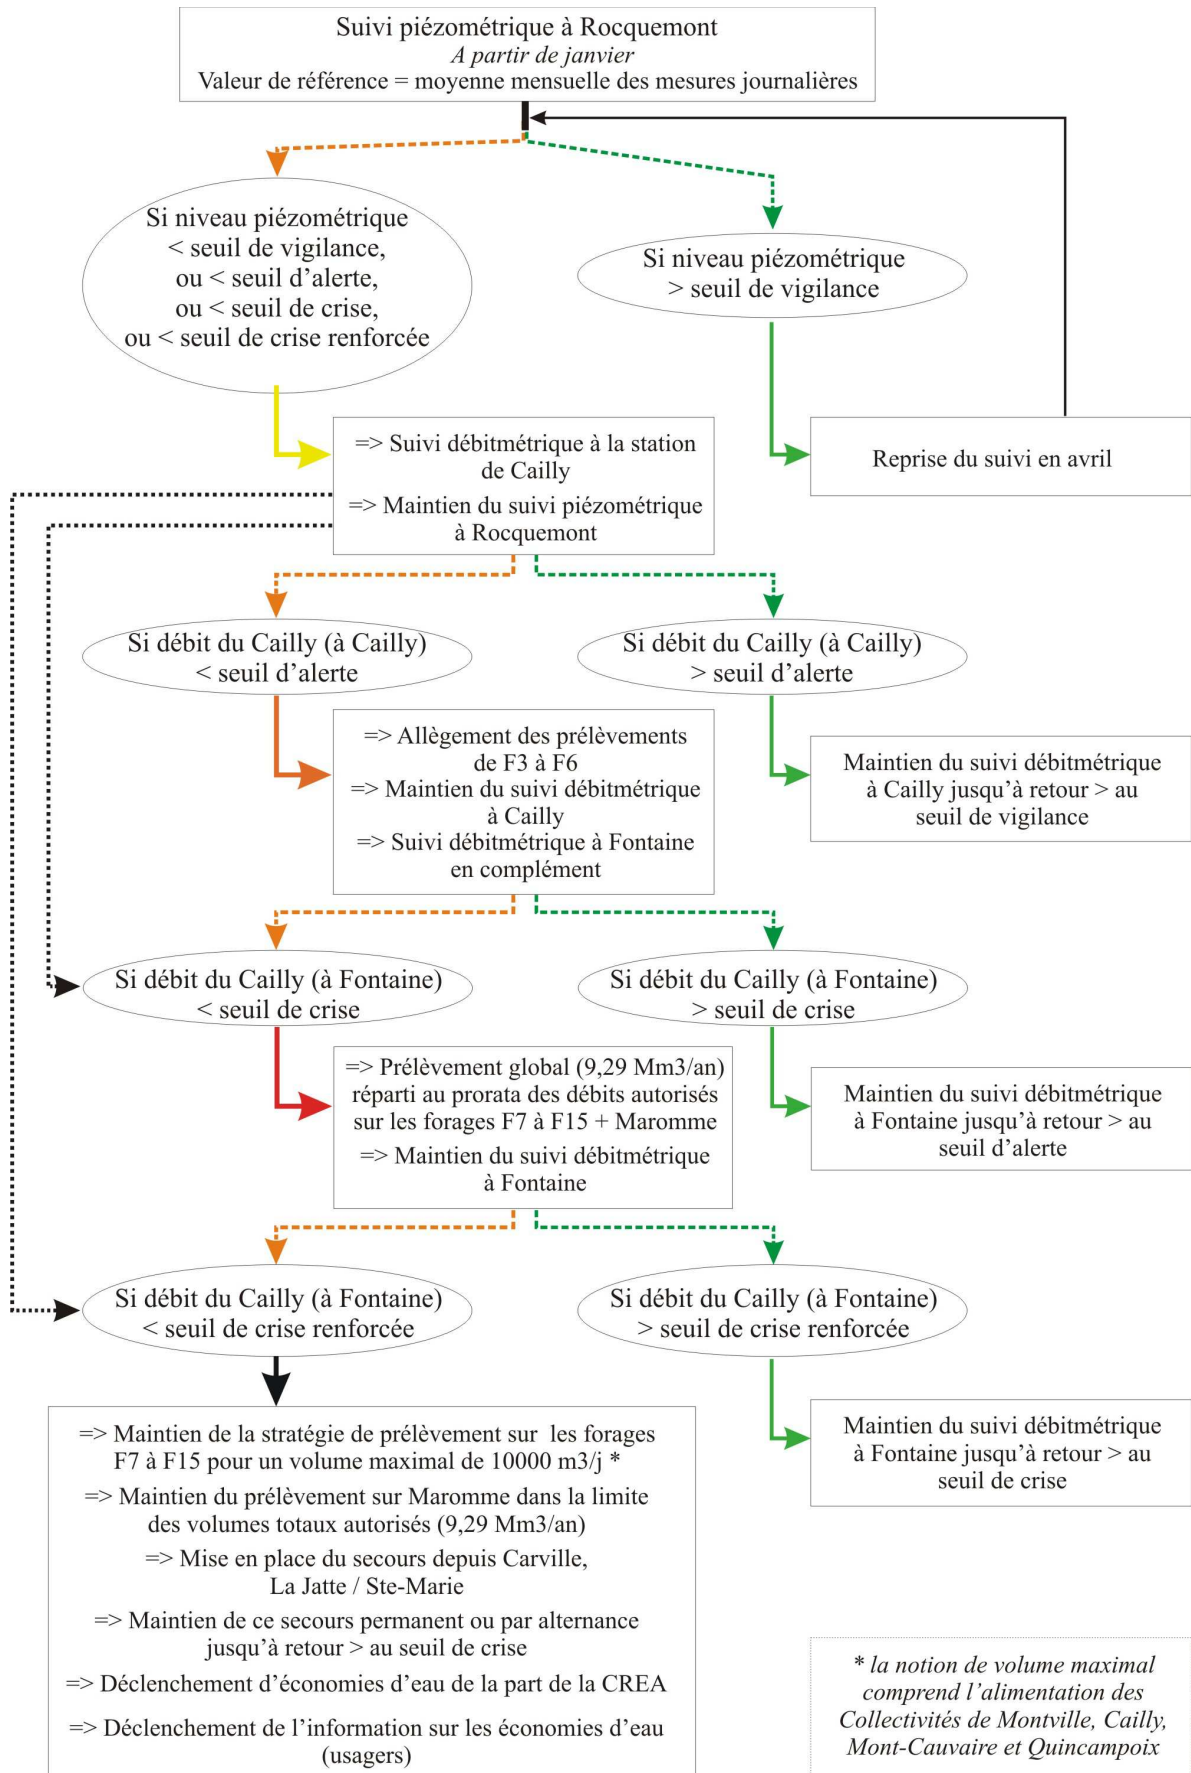 Suivi piézométrique à Rocquemont
A partir de janvier
Valeur de référence = moyenne mensuelle des mesures journalières
Si niveau piézométrique
< seuil de vigilance,
ou < seuil d'alerte,
ou < seuil de crise,
ou < seuil de crise renforcée
Si niveau piézométrique
> seuil de vigilance
=> Suivi débitmétrique à la station
de Cailly
=> Maintien du suivi piézométrique
à Rocquemont
Reprise du suivi en avril
Si débit du Cailly (à Cailly)
< seuil d'alerte
Si débit du Cailly (à Cailly)
> seuil d'alerte
=> Allègement des prélèvements
de F3 à F6
=> Maintien du suivi débitmétrique
à Cailly
=> Suivi débitmétrique à Fontaine
en complément
Maintien du suivi débitmétrique
à Cailly jusqu'à retour > au
seuil de vigilance
Si débit du Cailly (à Fontaine)
< seuil de crise
Si débit du Cailly (à Fontaine)
> seuil de crise
=> Prélèvement global (9,29 Mm3/an)
réparti au prorata des débits autorisés
sur les forages F7 à F15 + Maromme
=> Maintien du suivi débitmétrique
à Fontaine
Maintien du suivi débitmétrique
à Fontaine jusqu'à retour > au
seuil d'alerte
Si débit du Cailly (à Fontaine)
< seuil de crise renforcée
Si débit du Cailly (à Fontaine)
> seuil de crise renforcée
=> Maintien de la stratégie de prélèvement sur les forages
F7 à F15 pour un volume maximal de 10000 m3/j *
=> Maintien du prélèvement sur Maromme dans la limite
des volumes totaux autorisés (9,29 Mm3/an)
=> Mise en place du secours depuis Carville,
La Jatte / Ste-Marie
=> Maintien de ce secours permanent ou par alternance
jusqu'à retour > au seuil de crise
=> Déclenchement d'économies d'eau de la part de la CREA
=> Déclenchement de l'information sur les économies d'eau
(usagers)
Maintien du suivi débitmétrique
à Fontaine jusqu'à retour > au
seuil de crise
* la notion de volume maximal
comprend l'alimentation des
Collectivités de Montville, Cailly,
Mont-Cauvaire et Quincampoix